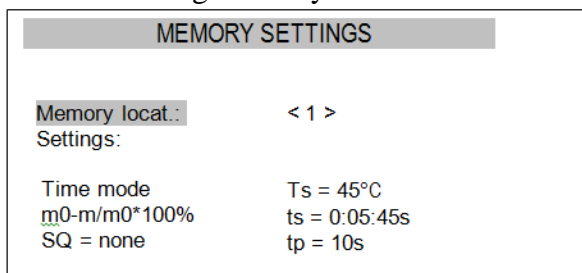 MEMORY SETTINGS
Memory locat.: < 1 >
Settings:
Time mode Ts = 45°C
m0-m/m0*100% ts = 0:05:45s
SQ = none tp = 10s